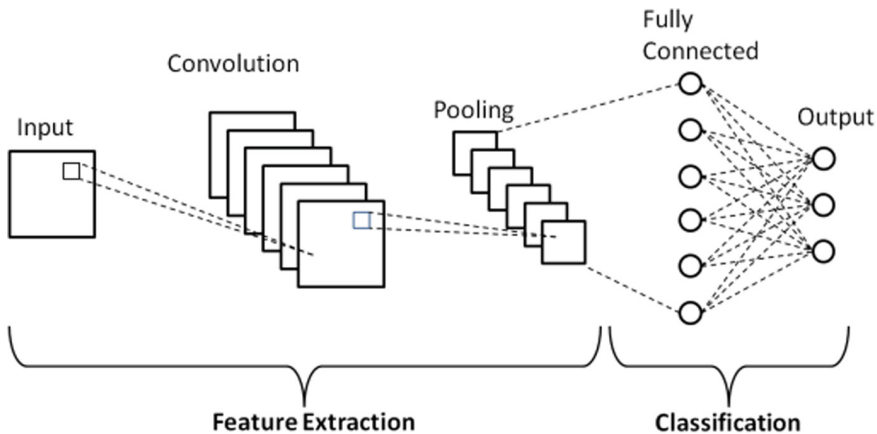 Input
Convolution
Pooling
Fully
Connected
Output
Feature Extraction
Classification